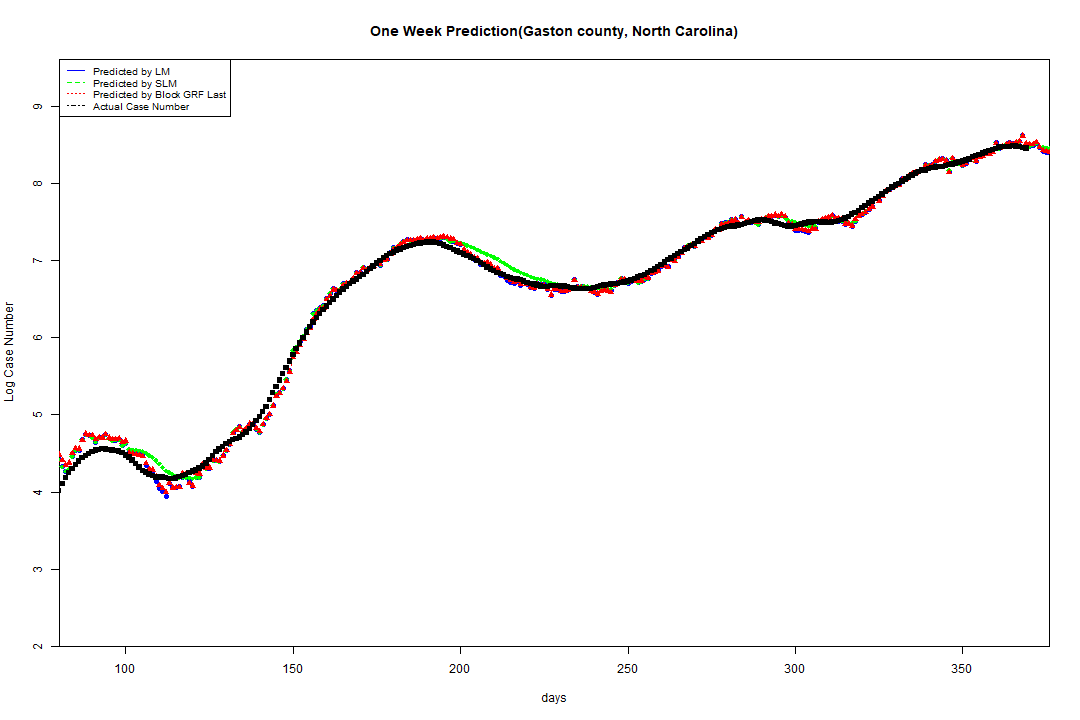 One Week Prediction(Gaston county, North Carolina)
Predicted by LM
Predicted by SLM
Predicted by Block GRF Last
Actual Case Number
Log Case Number
9
8
7
6
5
4
3
2
100 150 200 250 300 350
days